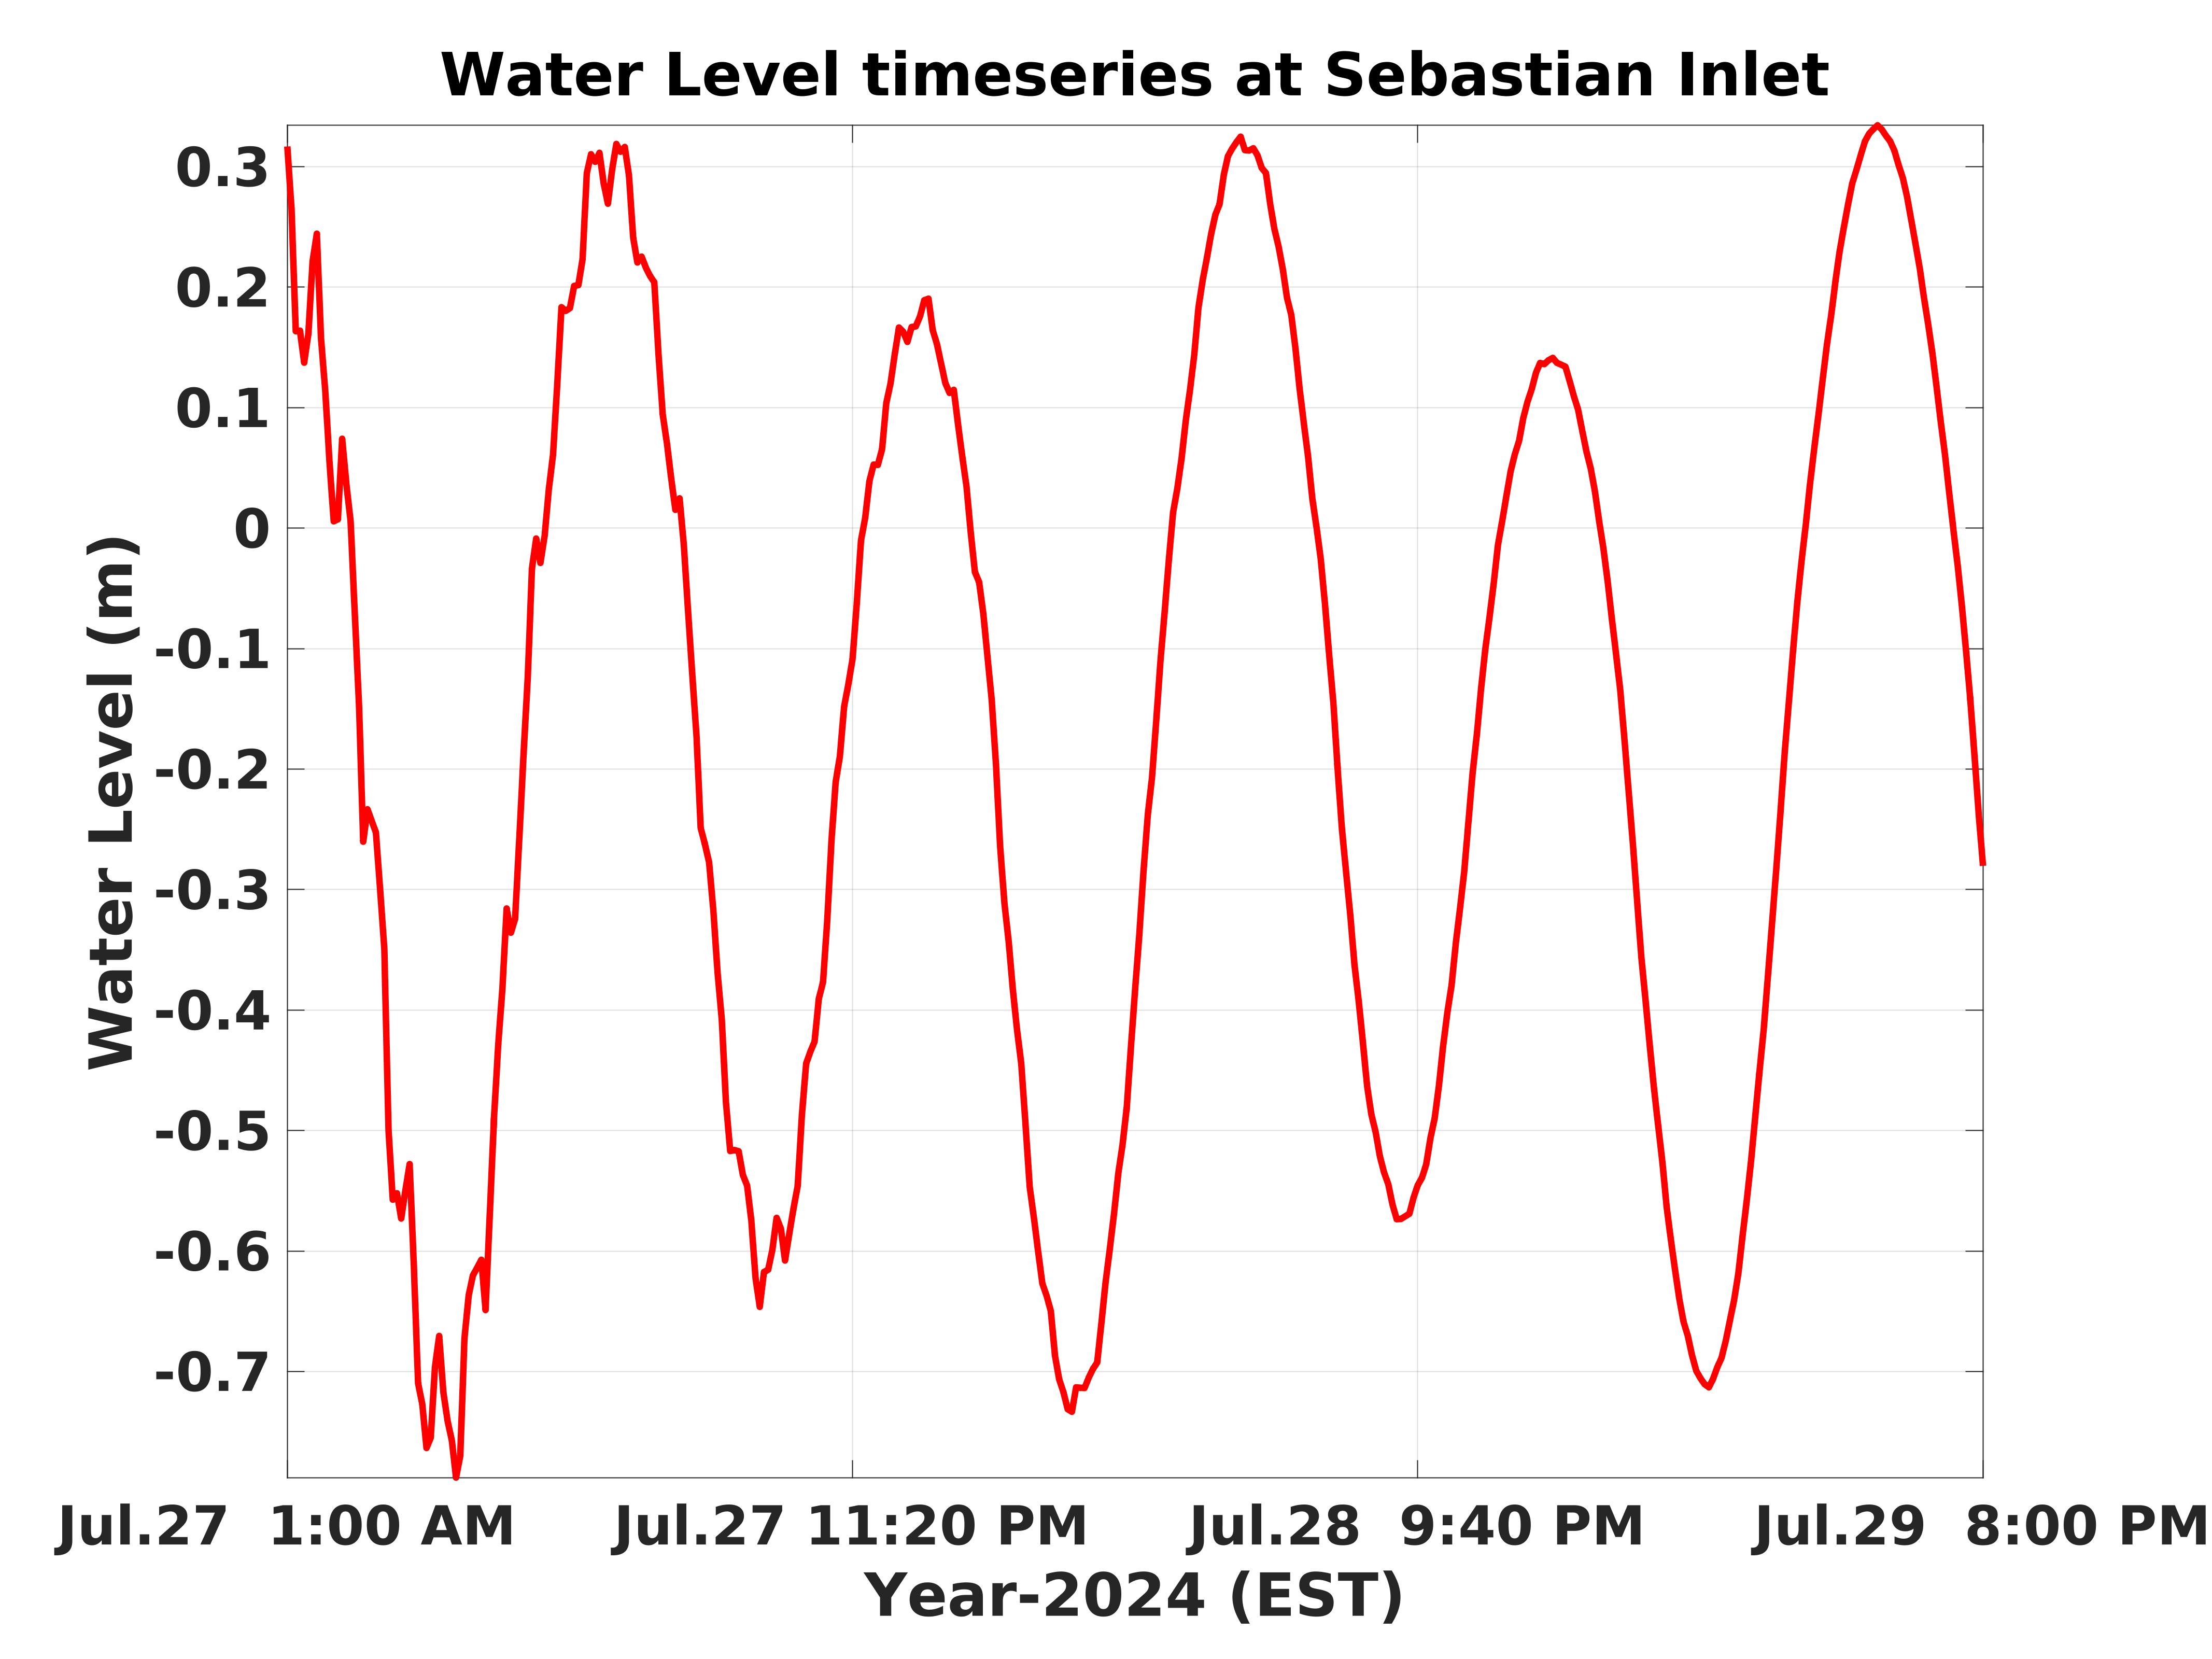 Water Level timeseries at Sebastian Inlet
Water Level (m)
0.3
0.2
0.1
0
-0.1
-0.2
-0.3
-0.4
-0.5
-0.6
-0.7
Jul.27 1:00 AM
Jul.27 11:20 PM
Jul.28 9:40 PM
Jul.29 8:00 PM
Year-2024 (EST)